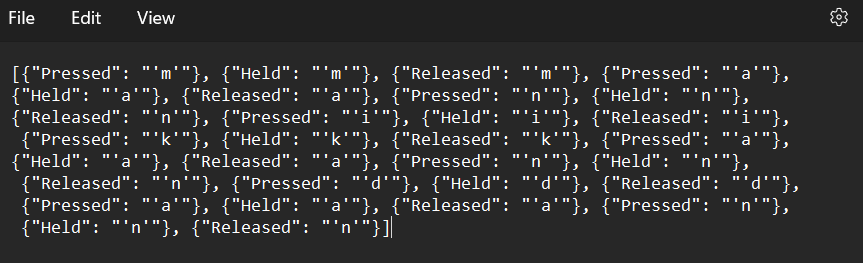 File Edit View
[{"Pressed": "'m'"}, {"Held": "'m'"}, {"Released": "'m'"}, {"Pressed": "'a'"},
{"Held": "'a'"}, {"Released": "'a'"}, {"Pressed": "'n'"}, {"Held": "'n'"},
{"Released": "'n'"}, {"Pressed": "'i'"}, {"Held": "'i'"}, {"Released": "'i'"},
{"Pressed": "'k'"}, {"Held": "'k'"}, {"Released": "'k'"}, {"Pressed": "'a'"},
{"Held": "'a'"}, {"Released": "'a'"}, {"Pressed": "'n'"}, {"Held": "'n'"},
{"Released": "'n'"}, {"Pressed": "'d'"}, {"Held": "'d'"}, {"Released": "'d'"},
{"Pressed": "'a'"}, {"Held": "'a'"}, {"Released": "'a'"}, {"Pressed": "'n'"},
{"Held": "'n'"}, {"Released": "'n'"}]